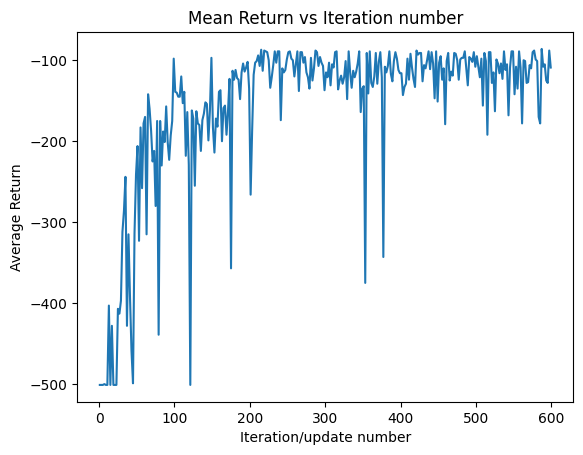 Mean Return vs Iteration number
Average Return
−100
−200
−300
−400
−500
0 100 200 300 400 500 600
Iteration/update number